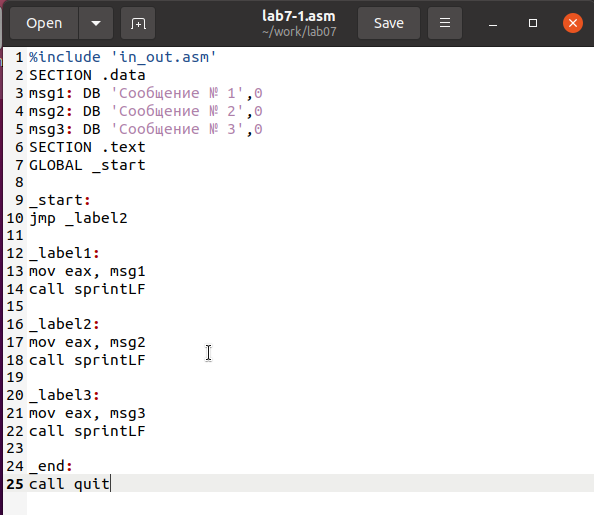 Open
lab7-1.asm
~/work/lab07
Save
1 %include 'in_out.asm'
2 SECTION .data
3 msg1: DB 'Сообщение № 1',0
4 msg2: DB 'Сообщение № 2',0
5 msg3: DB 'Сообщение № 3',0
6 SECTION .text
7 GLOBAL _start
8
9 _start:
10 jmp _label2
11
12 _label1:
13 mov eax, msg1
14 call sprintLF
15
16 _label2:
17 mov eax, msg2
18 call sprintLF
19
20 _label3:
21 mov eax, msg3
22 call sprintLF
23
24 _end:
25 call quit